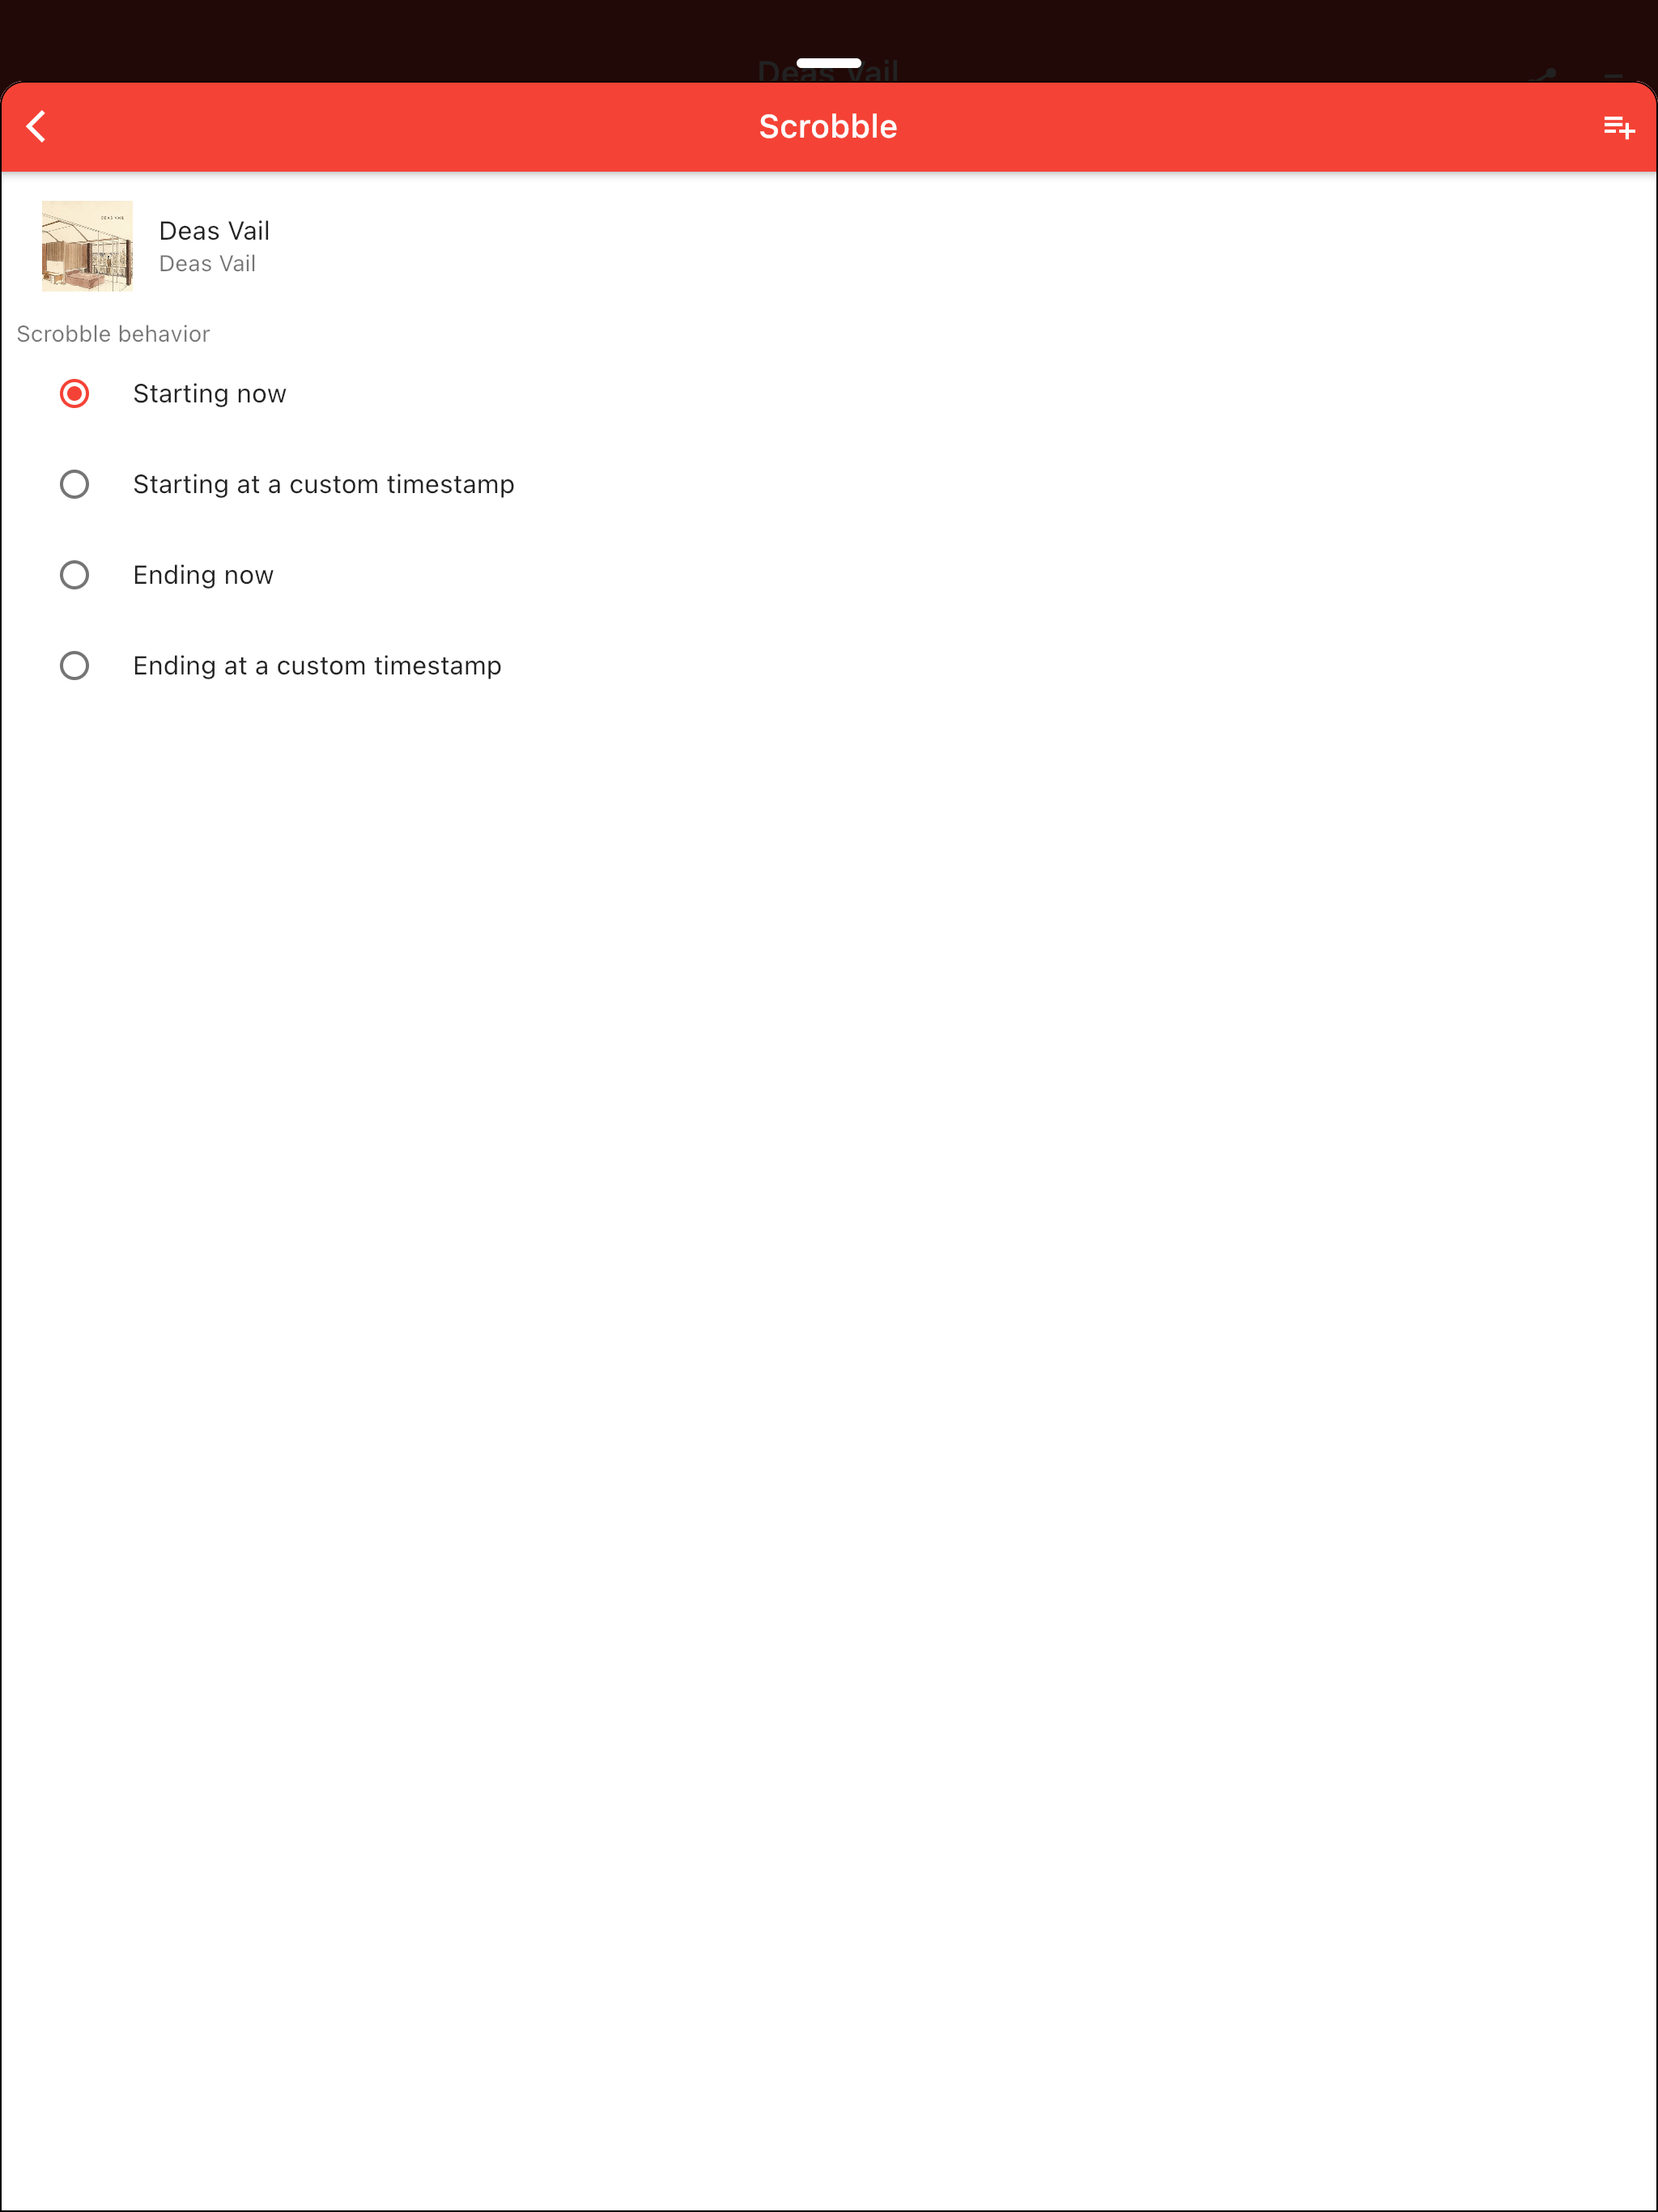 Deas Vail
Scrobble
DEAS VAIL
Deas Vail
Deas Vail
Scrobble behavior
Starting now
Starting at a custom timestamp
Ending now
Ending at a custom timestamp